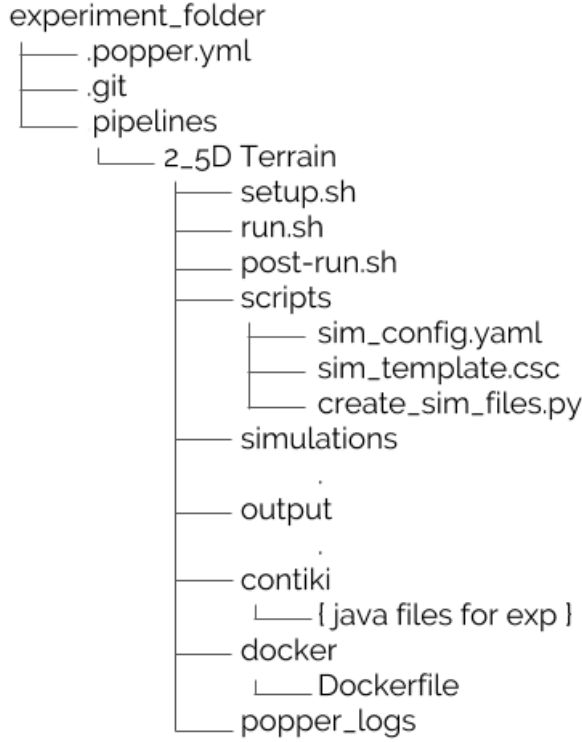 experiment_folder
.popper.yml
.git
pipelines
2_5D Terrain
setup.sh
run.sh
post-run.sh
scripts
sim_config.yaml
sim_template.csc
create_sim_files.py
simulations
.
output
.
contiki
{ java files for exp }
docker
Dockerfile
popper_logs